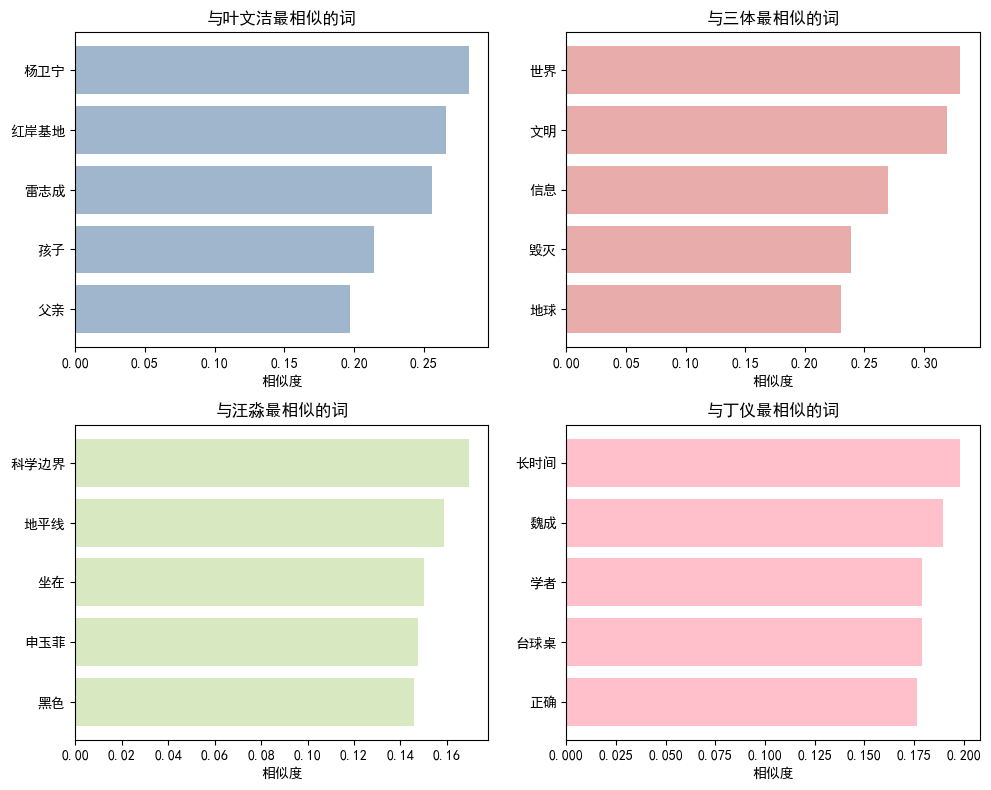 与叶文洁最相似的词
杨卫宁
红岸基地
雷志成
孩子
父亲
0.00 0.05 0.10 0.15 0.20 0.25
相似度
与三体最相似的词
世界
文明
信息
毁灭
地球
0.00 0.05 0.10 0.15 0.20 0.25 0.30
相似度
与汪淼最相似的词
科学边界
地平线
坐在
申玉菲
黑色
0.00 0.02 0.04 0.06 0.08 0.10 0.12 0.14 0.16
相似度
与丁仪最相似的词
长时间
魏成
学者
台球桌
正确
0.000 0.025 0.050 0.075 0.100 0.125 0.150 0.175 0.200
相似度